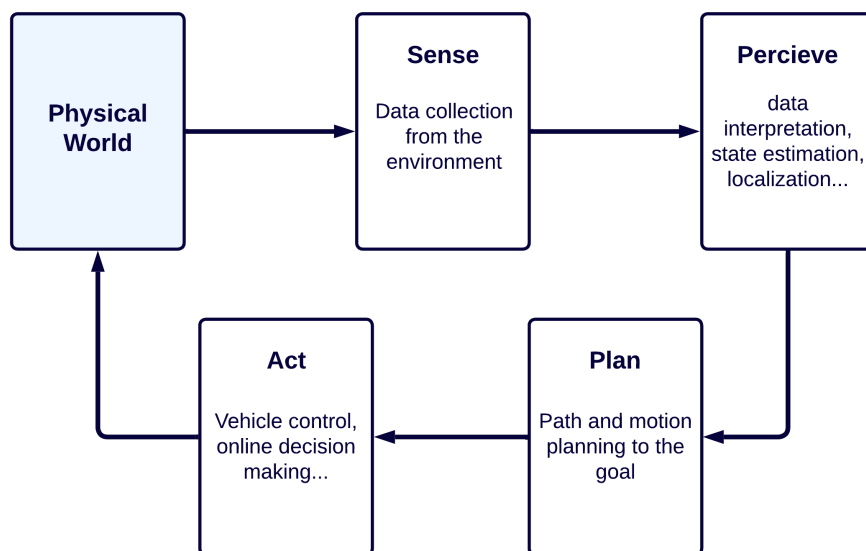 Physical
World
Sense
Data collection
from the
environment
Percieve
data
interpretation,
state estimation,
localization...
Act
Vehicle control,
online decision
making...
Plan
Path and motion
planning to the
goal